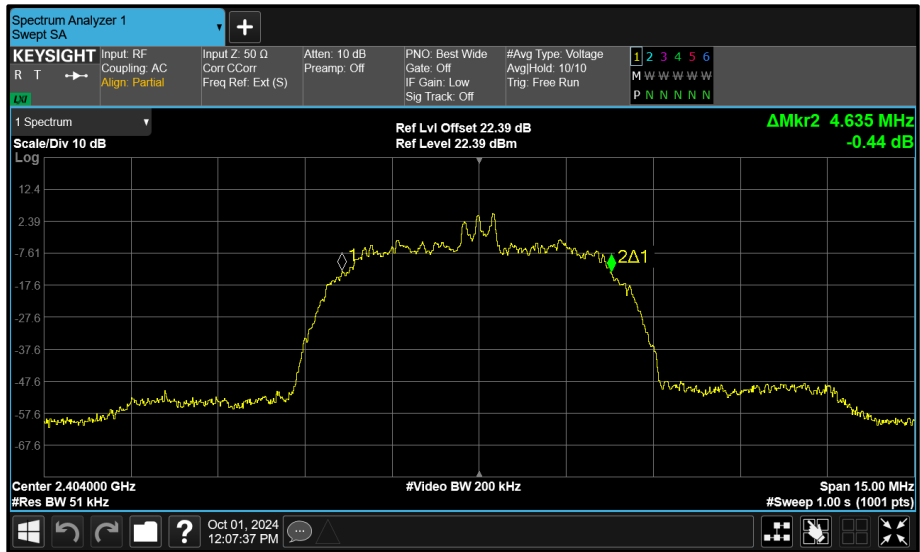 Spectrum Analyzer 1
Swept SA
+
KEYSIGHT
R T
LXI
Input: RF
Coupling: AC
Align: Partial
Input Z: 50 Ω
Corr CCorr
Freq Ref: Ext (S)
Atten: 10 dB
Preamp: Off
PNO: Best Wide
Gate: Off
IF Gain: Low
Sig Track: Off
#Avg Type: Voltage
Avg|Hold: 10/10
Trig: Free Run
1 2 3 4 5 6
M W W W W W
P N N N N N
1 Spectrum
Scale/Div 10 dB
Log
Ref Lvl Offset 22.39 dB
Ref Level 22.39 dBm
ΔMkr2 4.635 MHz
-0.44 dB
12.4
2.39
-7.61
-17.6
-27.6
-37.6
-47.6
-57.6
-67.6
1
2Δ1
Center 2.404000 GHz
#Res BW 51 kHz
#Video BW 200 kHz
Span 15.00 MHz
#Sweep 1.00 s (1001 pts)
?
Oct 01, 2024
12:07:37 PM